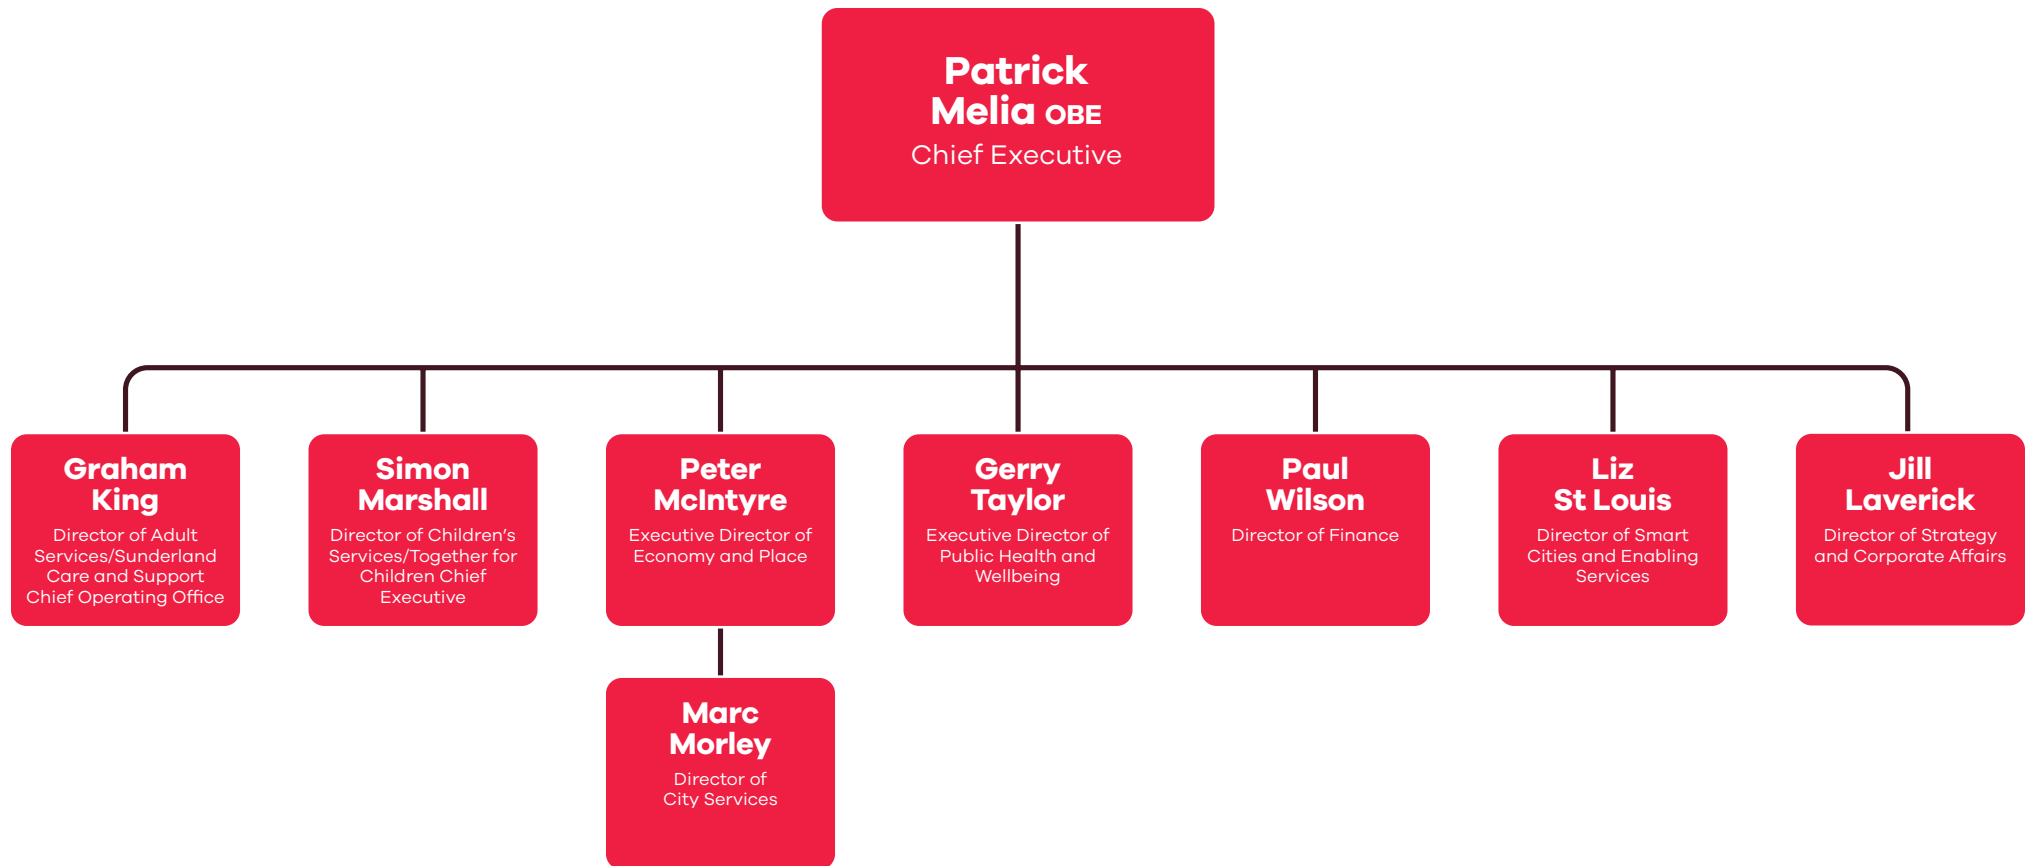 Patrick
Melia OBE
Chief Executive
Graham
King
Director of Adult
Services/Sunderland
Care and Support
Chief Operating Office
Simon
Marshall
Director of Children's
Services/Together for
Children Chief
Executive
Peter
McIntyre
Executive Director of
Economy and Place
Gerry
Taylor
Executive Director of
Public Health and
Wellbeing
Paul
Wilson
Director of Finance
Liz
St Louis
Director of Smart
Cities and Enabling
Services
Jill
Laverick
Director of Strategy
and Corporate Affairs
Marc
Morley
Director of
City Services